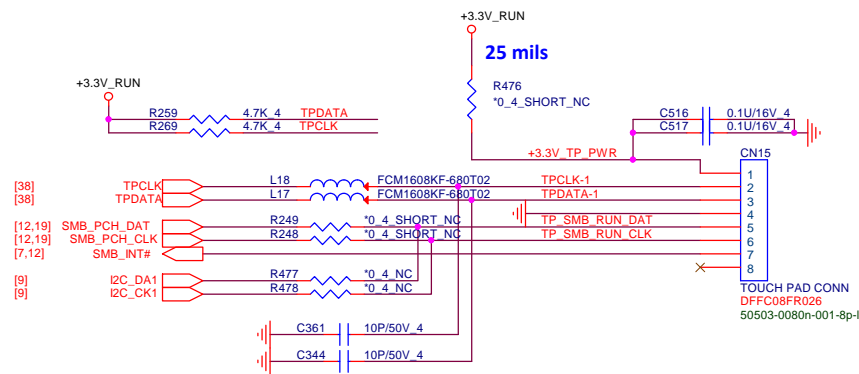 +3.3V_RUN
25 mils
+3.3V_RUN
R476
*0_4_SHORT_NC
R259 4.7K_4 TPDATA
R269 4.7K_4 TPCLK
C516 0.1U/16V_4
C517 0.1U/16V_4
+3.3V_TP_PWR
CN15
1
[38] TPCLK L18 FCM1608KF-680T02 TPCLK-1 2
[38] TPDATA L17 FCM1608KF-680T02 TPDATA-1 3
4
[12,19] SMB_PCH_DAT R249 *0_4_SHORT_NC TP_SMB_RUN_DAT 5
[12,19] SMB_PCH_CLK R248 *0_4_SHORT_NC TP_SMB_RUN_CLK 6
[7,12] SMB_INT# 7
8
[9] I2C_DA1 R477 *0_4_NC
[9] I2C_CK1 R478 *0_4_NC
TOUCH PAD CONN
DFFC08FR026
50503-0080n-001-8p-l
C361 10P/50V_4
C344 10P/50V_4